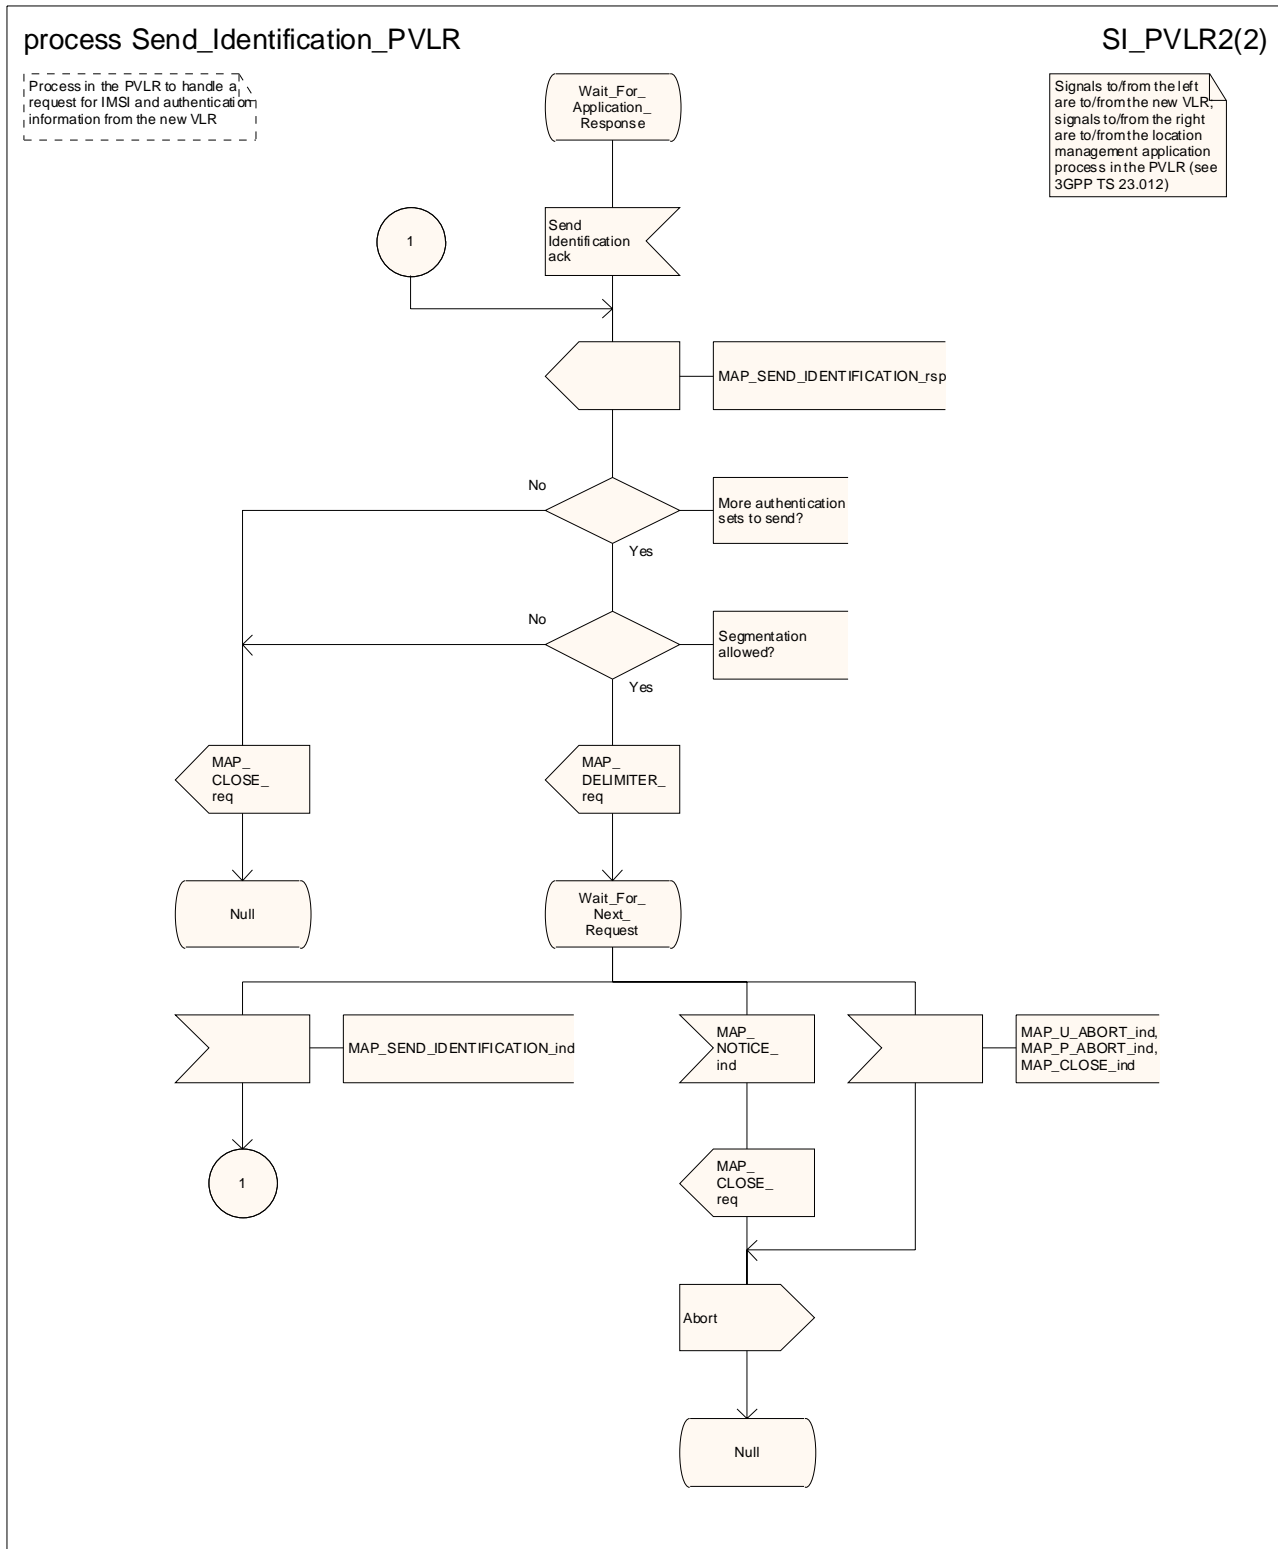 process Send_Identification_PVLR
SI_PVLR2(2)
Process in the PVLR to handle a
request for IMSI and authentication
information from the new VLR
Wait_For_
Application_
Response
Signals to/from the left
are to/from the new VLR;
signals to/from the right
are to/from the location
management application
process in the PVLR (see
3GPP TS 23.012)
1
Send
Identification
ack
MAP_SEND_IDENTIFICATION_rsp
No
More authentication
sets to send?
Yes
No
Segmentation
allowed?
Yes
MAP_
CLOSE_
req
MAP_
DELIMITER_
req
Null
Wait_For_
Next_
Request
MAP_SEND_IDENTIFICATION_ind
MAP_
NOTICE_
ind
MAP_U_ABORT_ind,
MAP_P_ABORT_ind,
MAP_CLOSE_ind
1
MAP_
CLOSE_
req
Abort
Null